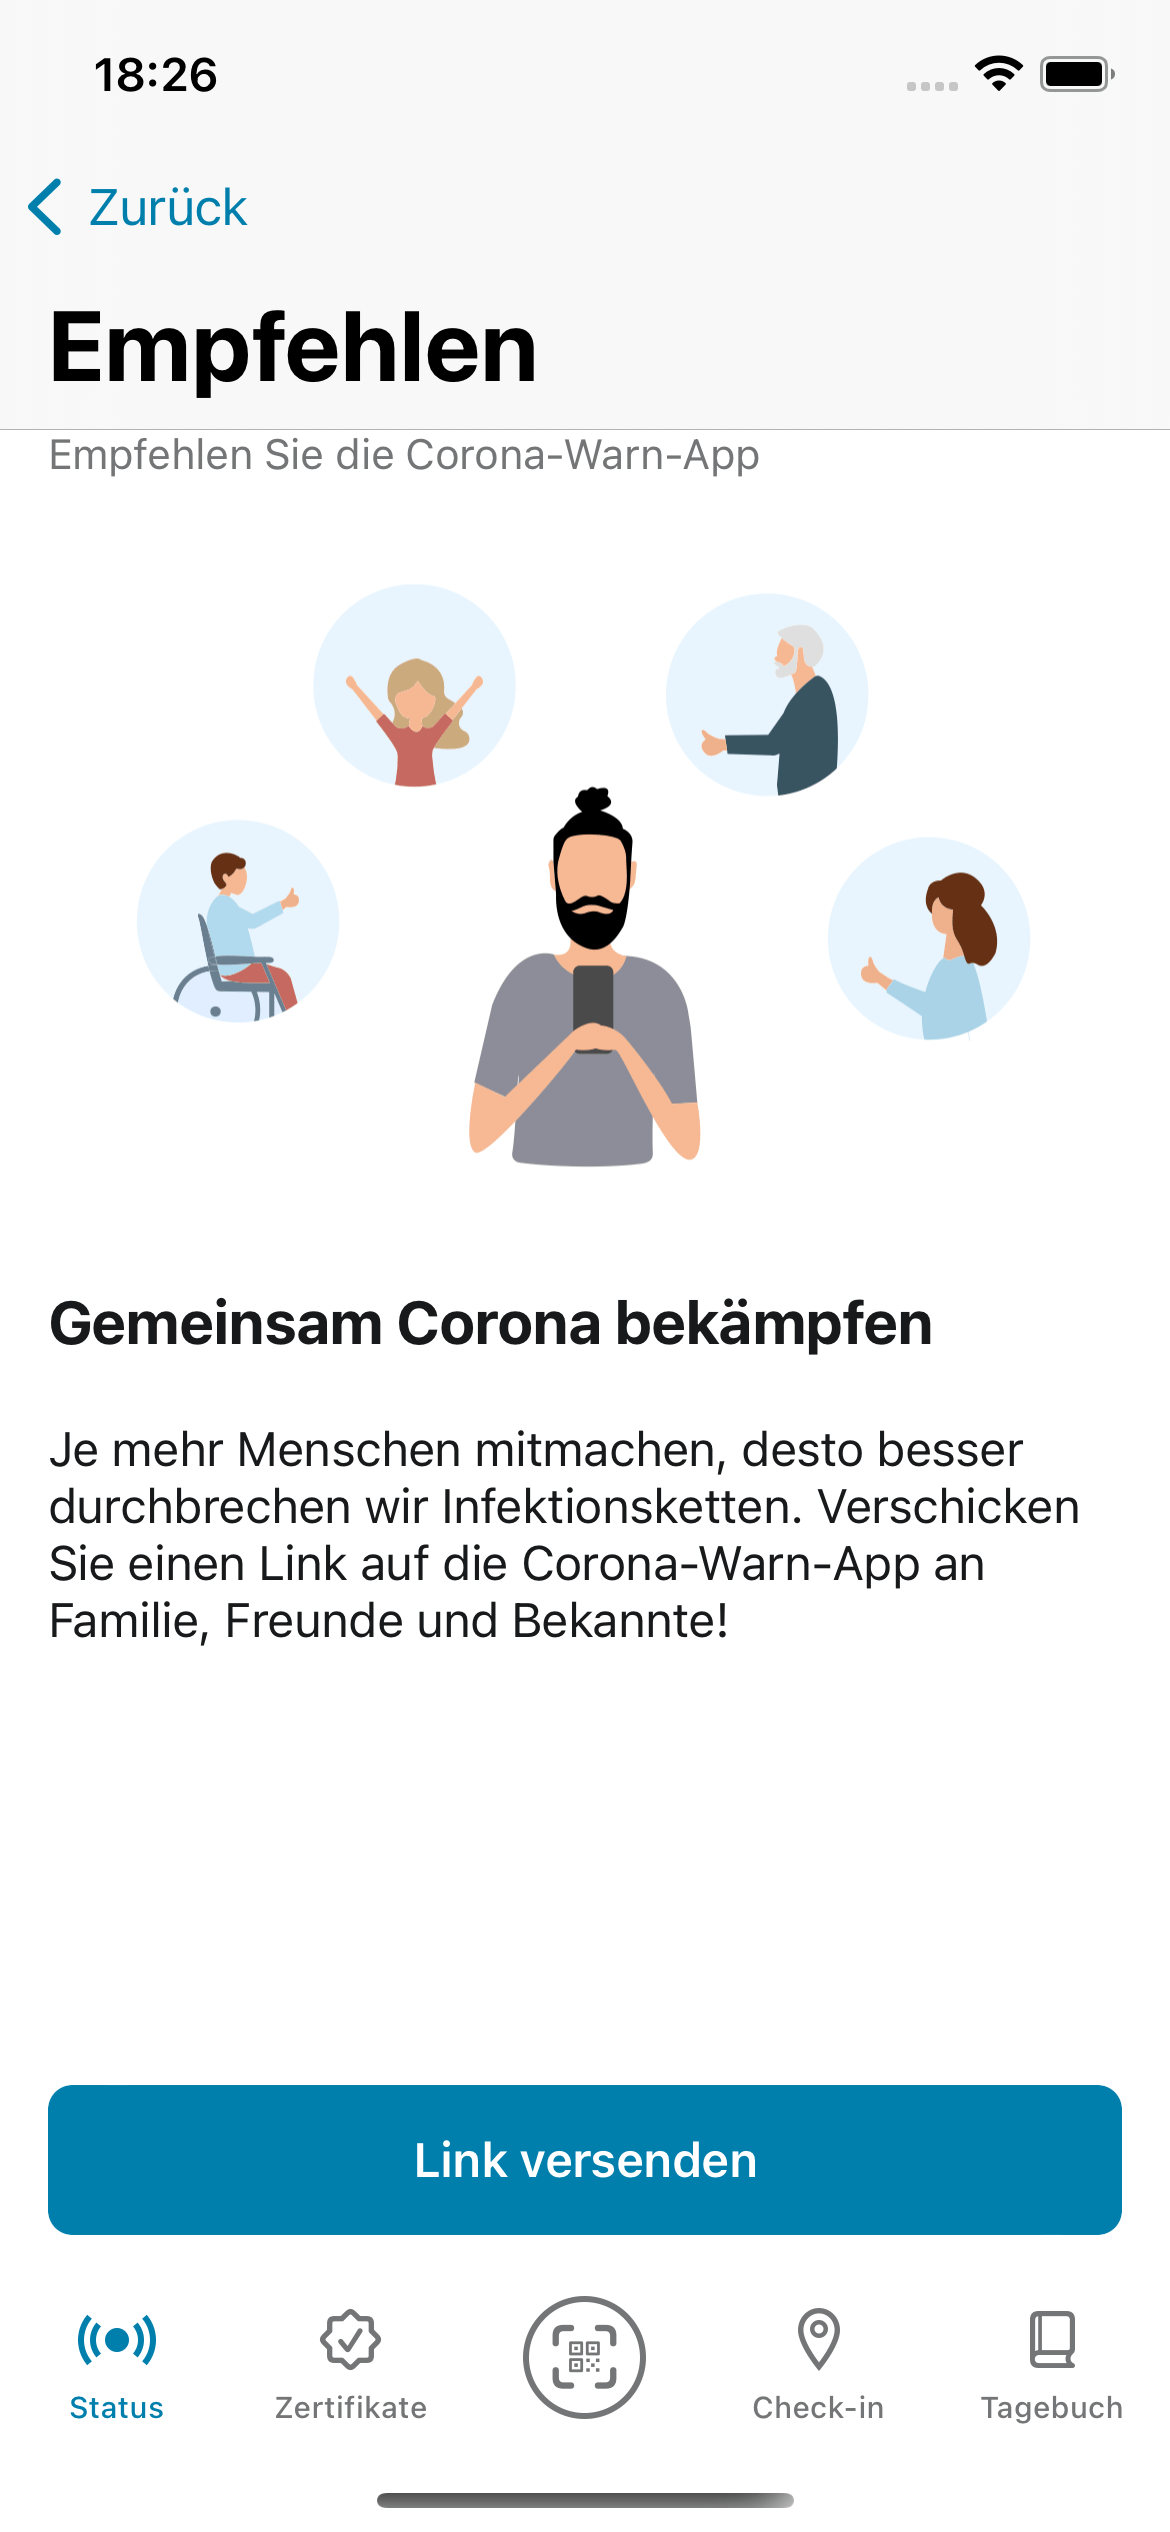 18:26
Zurück
Empfehlen
Empfehlen Sie die Corona-Warn-App
Gemeinsam Corona bekämpfen
Je mehr Menschen mitmachen, desto besser
durchbrechen wir Infektionsketten. Verschicken
Sie einen Link auf die Corona-Warn-App an
Familie, Freunde und Bekannte!
Link versenden
Status
Zertifikate
Check-in
Tagebuch